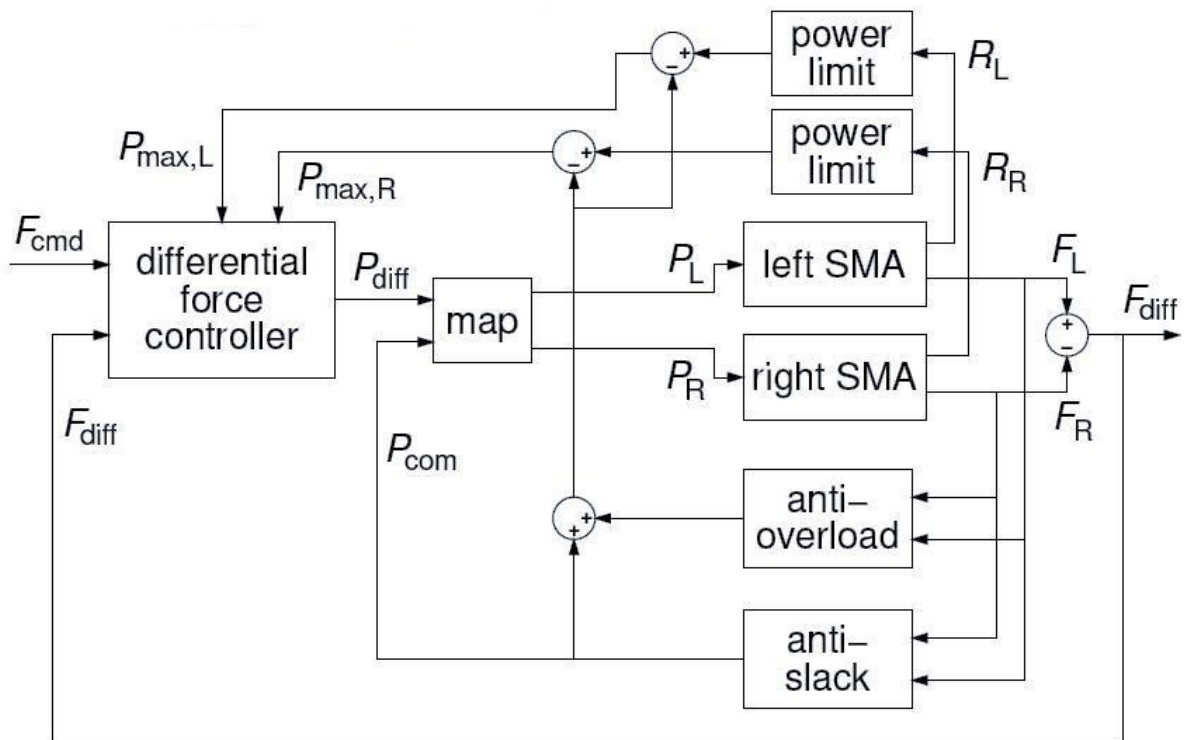 power
limit
R_L
power
limit
R_R
P_max,L
P_max,R
F_cmd
differential
force
controller
P_diff
map
P_L
left SMA
F_L
F_diff
P_R
right SMA
F_R
F_diff
P_com
anti–
overload
anti–
slack
+
–
+
–
+
–
+
+